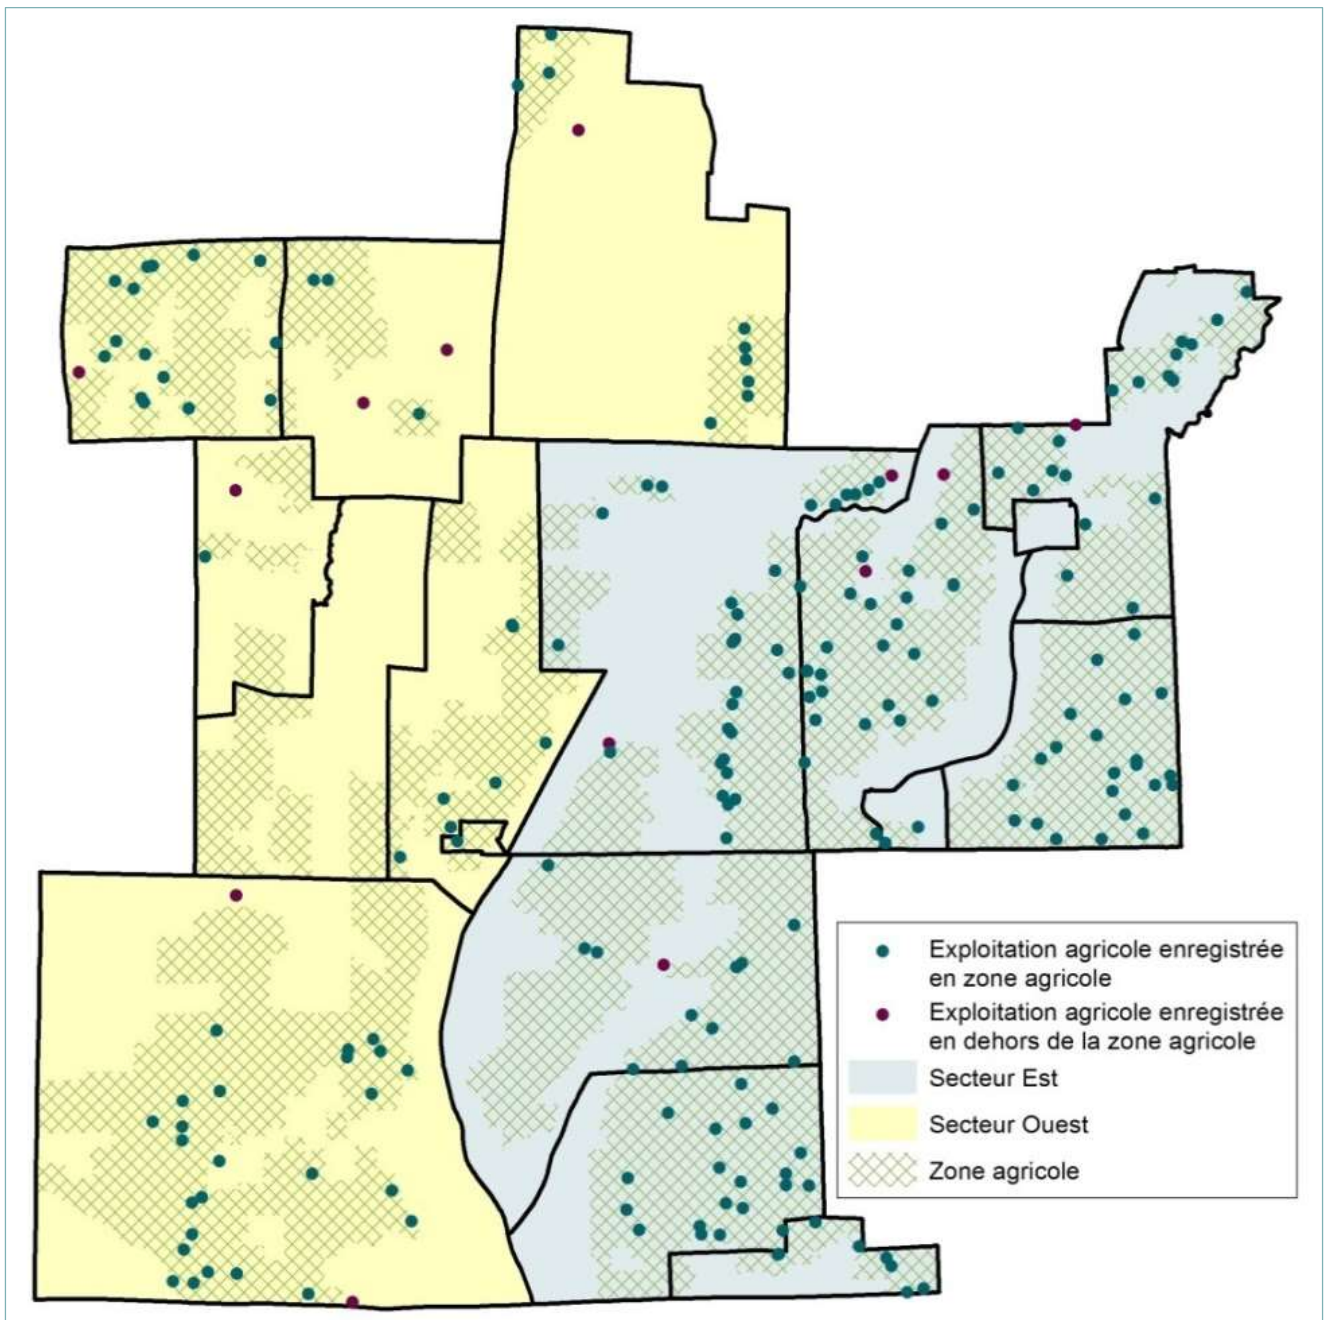 Exploitation agricole enregistrée
en zone agricole
Exploitation agricole enregistrée
en dehors de la zone agricole
Secteur Est
Secteur Ouest
Zone agricole